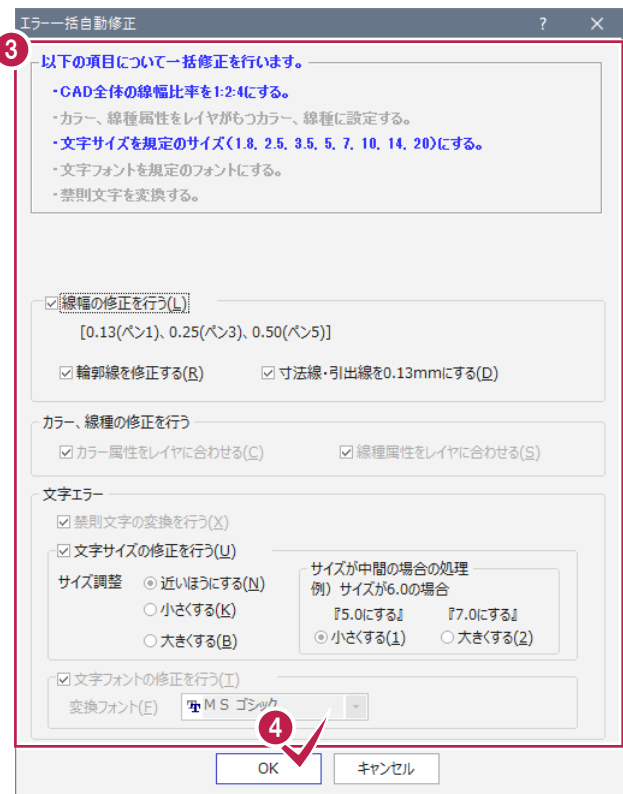 エラー一括自動修正 ? ×
3
以下の項目について一括修正を行います。
・CAD全体の線幅比率を1:2:4にする。
・カラー、線種属性をレイヤがもつカラー、線種に設定する。
・文字サイズを規定のサイズ(1.8, 2.5, 3.5, 5, 7, 10, 14, 20)にする。
・文字フォントを規定のフォントにする。
・禁則文字を変換する。
線幅の修正を行う(L)
[0.13(ペン1)、0.25(ペン3)、0.50(ペン5)]
輪郭線を修正する(R) 寸法線・引出線を0.13mmにする(D)
カラー、線種の修正を行う
カラー属性をレイヤに合わせる(C) 線種属性をレイヤに合わせる(S)
文字エラー
禁則文字の変換を行う(X)
文字サイズの修正を行う(U)
サイズ調整 近いほうにする(N)
小さくする(K)
大きくする(B)
サイズが中間の場合の処理
例) サイズが6.0の場合
『5.0にする』 『7.0にする』
小さくする(1) 大きくする(2)
文字フォントの修正を行う(T)
変換フォント(F) MS ゴシック
4
OK キャンセル